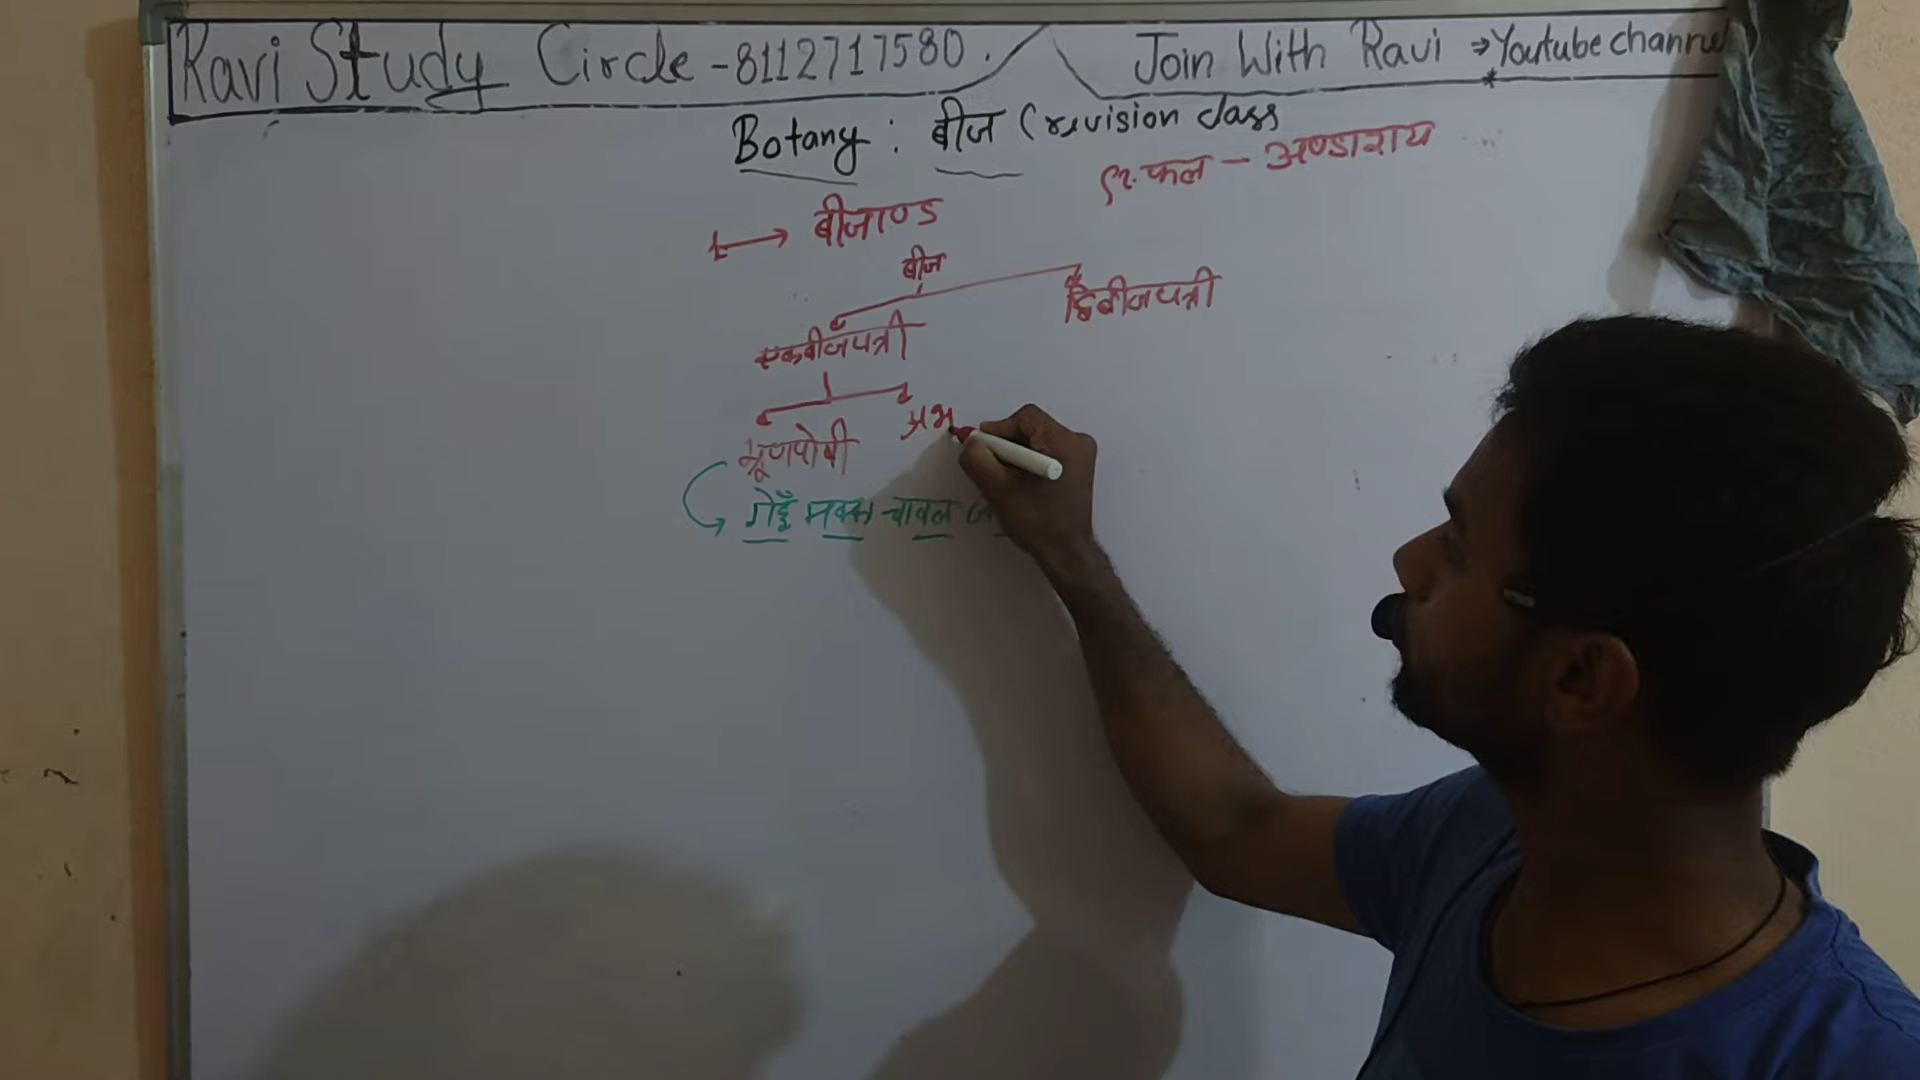 Ravi Study Circle - 8112717580.
Join With Ravi → Youtube channel
Botany : बीज (revision class
फल - अण्डाशय
→ बीजाण्ड
बीज
एकबीजपत्री
द्विबीजपत्री
भ्रूणपोषी
अभ्रू
गेहूँ मक्का चावल